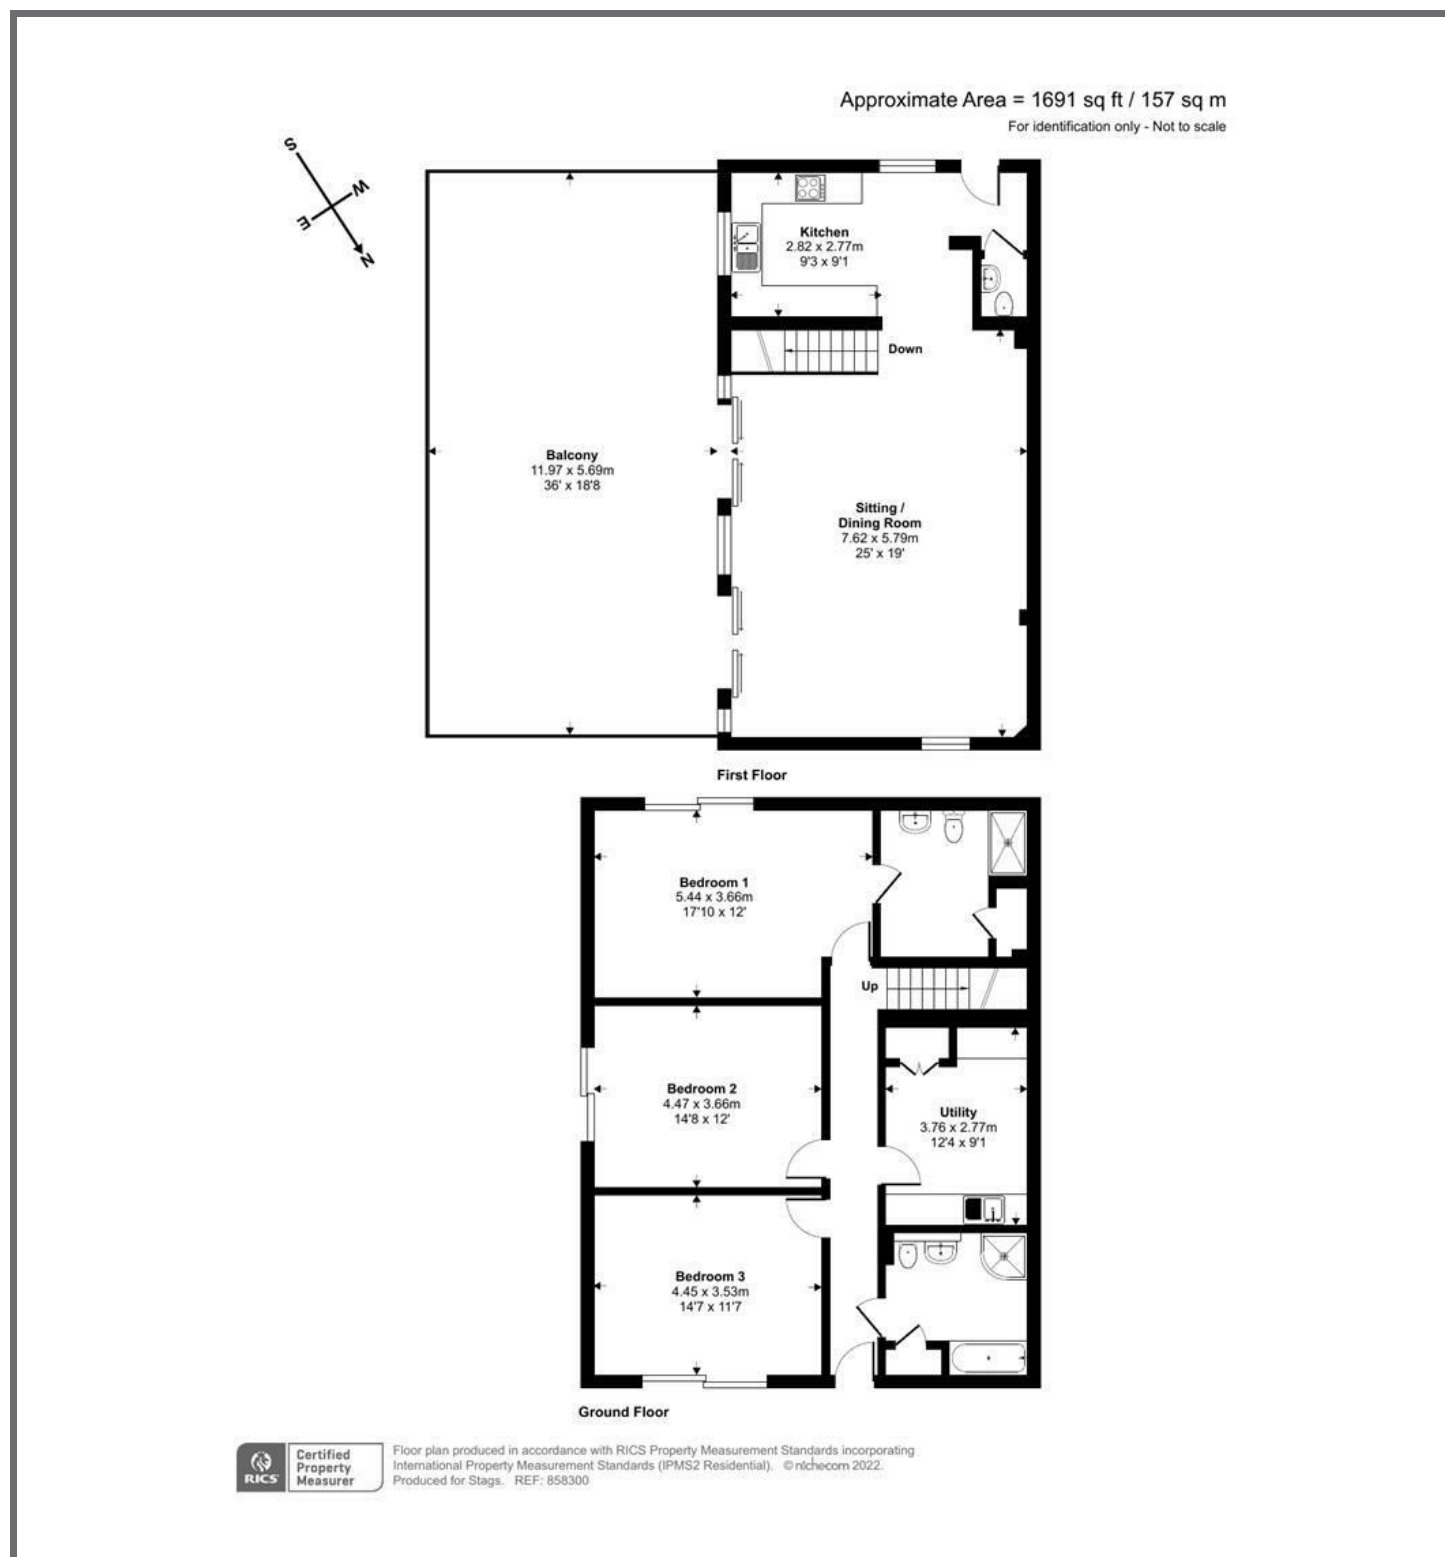 Approximate Area = 1691 sq ft / 157 sq m
For identification only - Not to scale
S
W
E
N
Kitchen
2.82 x 2.77m
9'3 x 9'1
Down
Balcony
11.97 x 5.69m
36' x 18'8
Sitting /
Dining Room
7.62 x 5.79m
25' x 19'
First Floor
Bedroom 1
5.44 x 3.66m
17'10 x 12'
Up
Bedroom 2
4.47 x 3.66m
14'8 x 12'
Utility
3.76 x 2.77m
12'4 x 9'1
Bedroom 3
4.45 x 3.53m
14'7 x 11'7
Ground Floor
RICS
Certified
Property
Measurer
Floor plan produced in accordance with RICS Property Measurement Standards incorporating
International Property Measurement Standards (IPMS2 Residential). © nichecom 2022.
Produced for Stags. REF: 858300